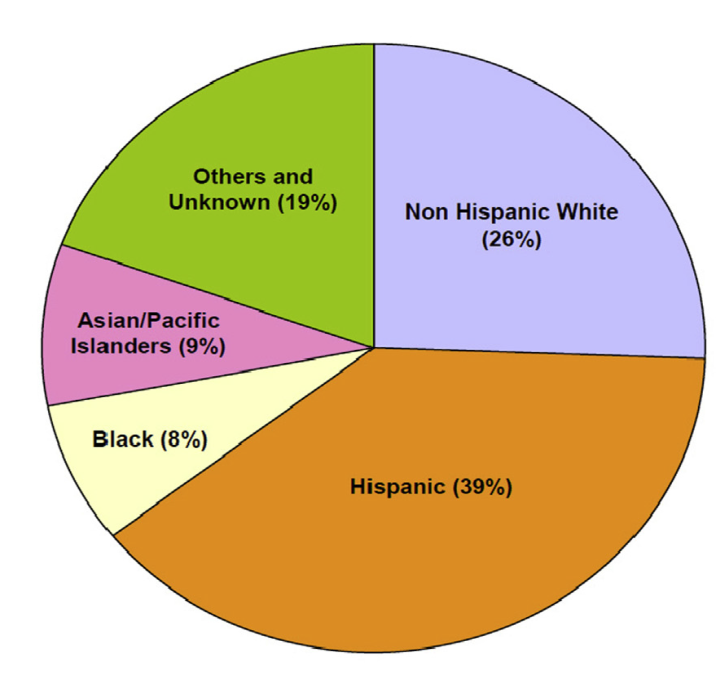 Others and
Unknown (19%)
Non Hispanic White
(26%)
Asian/Pacific
Islanders (9%)
Black (8%)
Hispanic (39%)